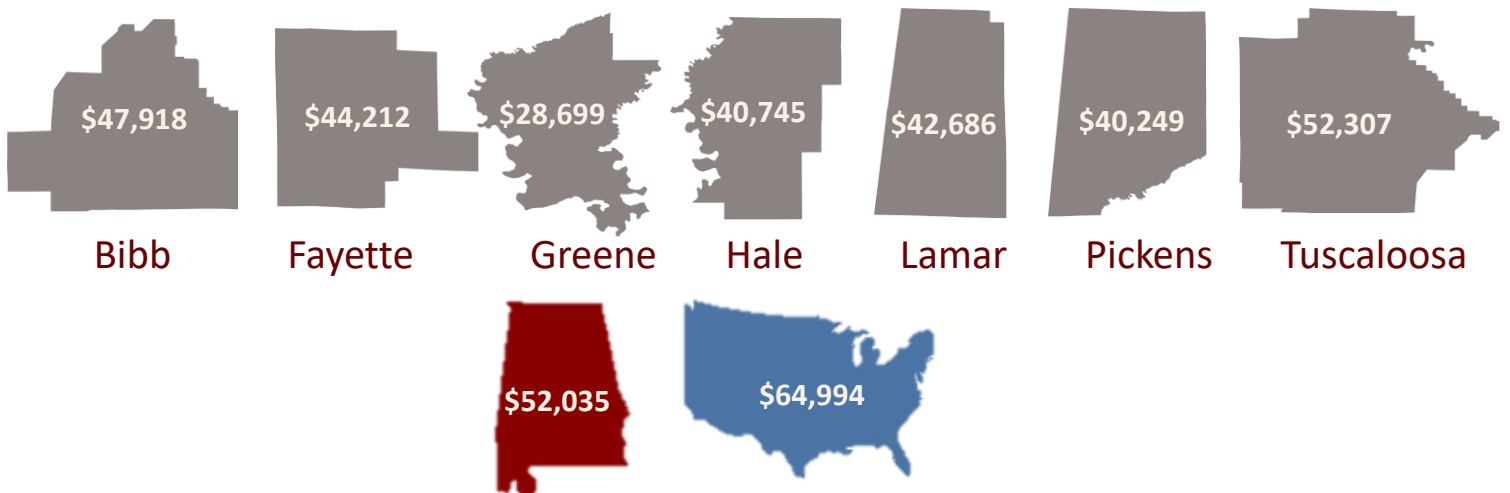 $47,918 $44,212 $28,699 $40,745 $42,686 $40,249 $52,307
Bibb Fayette Greene Hale Lamar Pickens Tuscaloosa
$52,035 $64,994